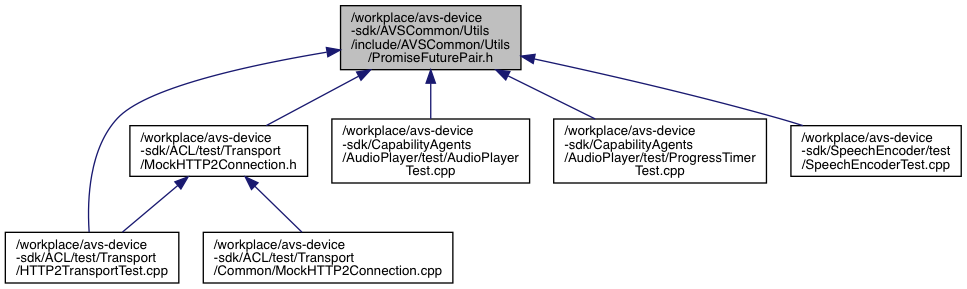 /workplace/avs-device
-sdk/AVSCommon/Utils
/include/AVSCommon/Utils
/PromiseFuturePair.h
/workplace/avs-device
-sdk/ACL/test/Transport
/MockHTTP2Connection.h
/workplace/avs-device
-sdk/CapabilityAgents
/AudioPlayer/test/AudioPlayer
Test.cpp
/workplace/avs-device
-sdk/CapabilityAgents
/AudioPlayer/test/ProgressTimer
Test.cpp
/workplace/avs-device
-sdk/SpeechEncoder/test
/SpeechEncoderTest.cpp
/workplace/avs-device
-sdk/ACL/test/Transport
/HTTP2TransportTest.cpp
/workplace/avs-device
-sdk/ACL/test/Transport
/Common/MockHTTP2Connection.cpp